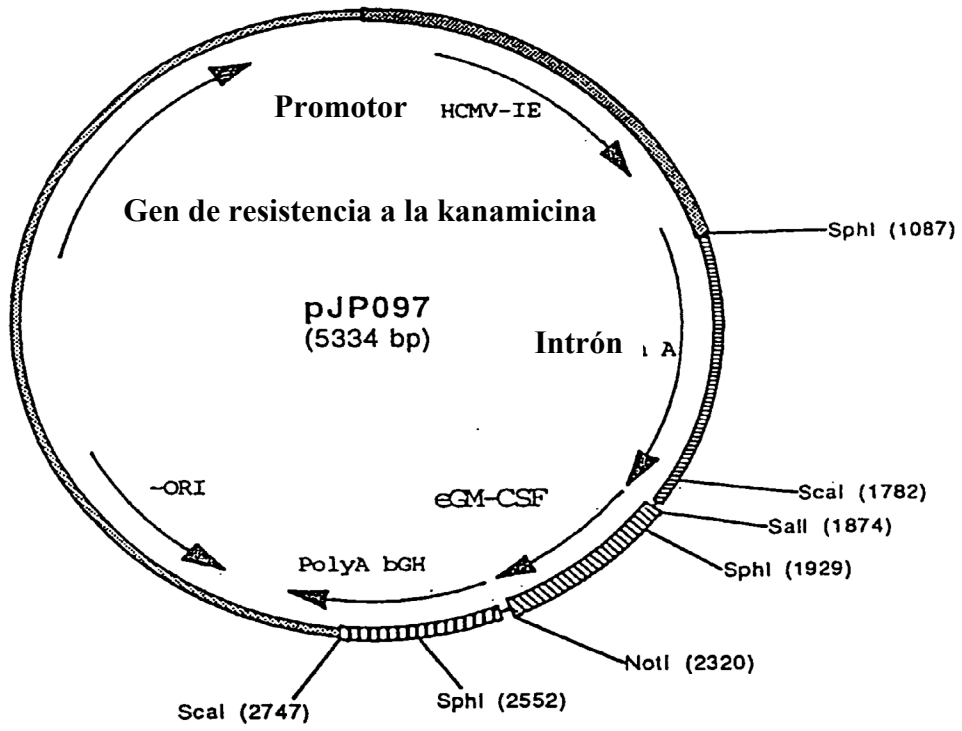 Promotor HCMV-IE
Gen de resistencia a la kanamicina
SphI (1087)
pJP097
(5334 bp)
Intrón A
~ORI
eGM-CSF
ScaI (1782)
SalI (1874)
SphI (1929)
PolyA bGH
NotI (2320)
SphI (2552)
ScaI (2747)